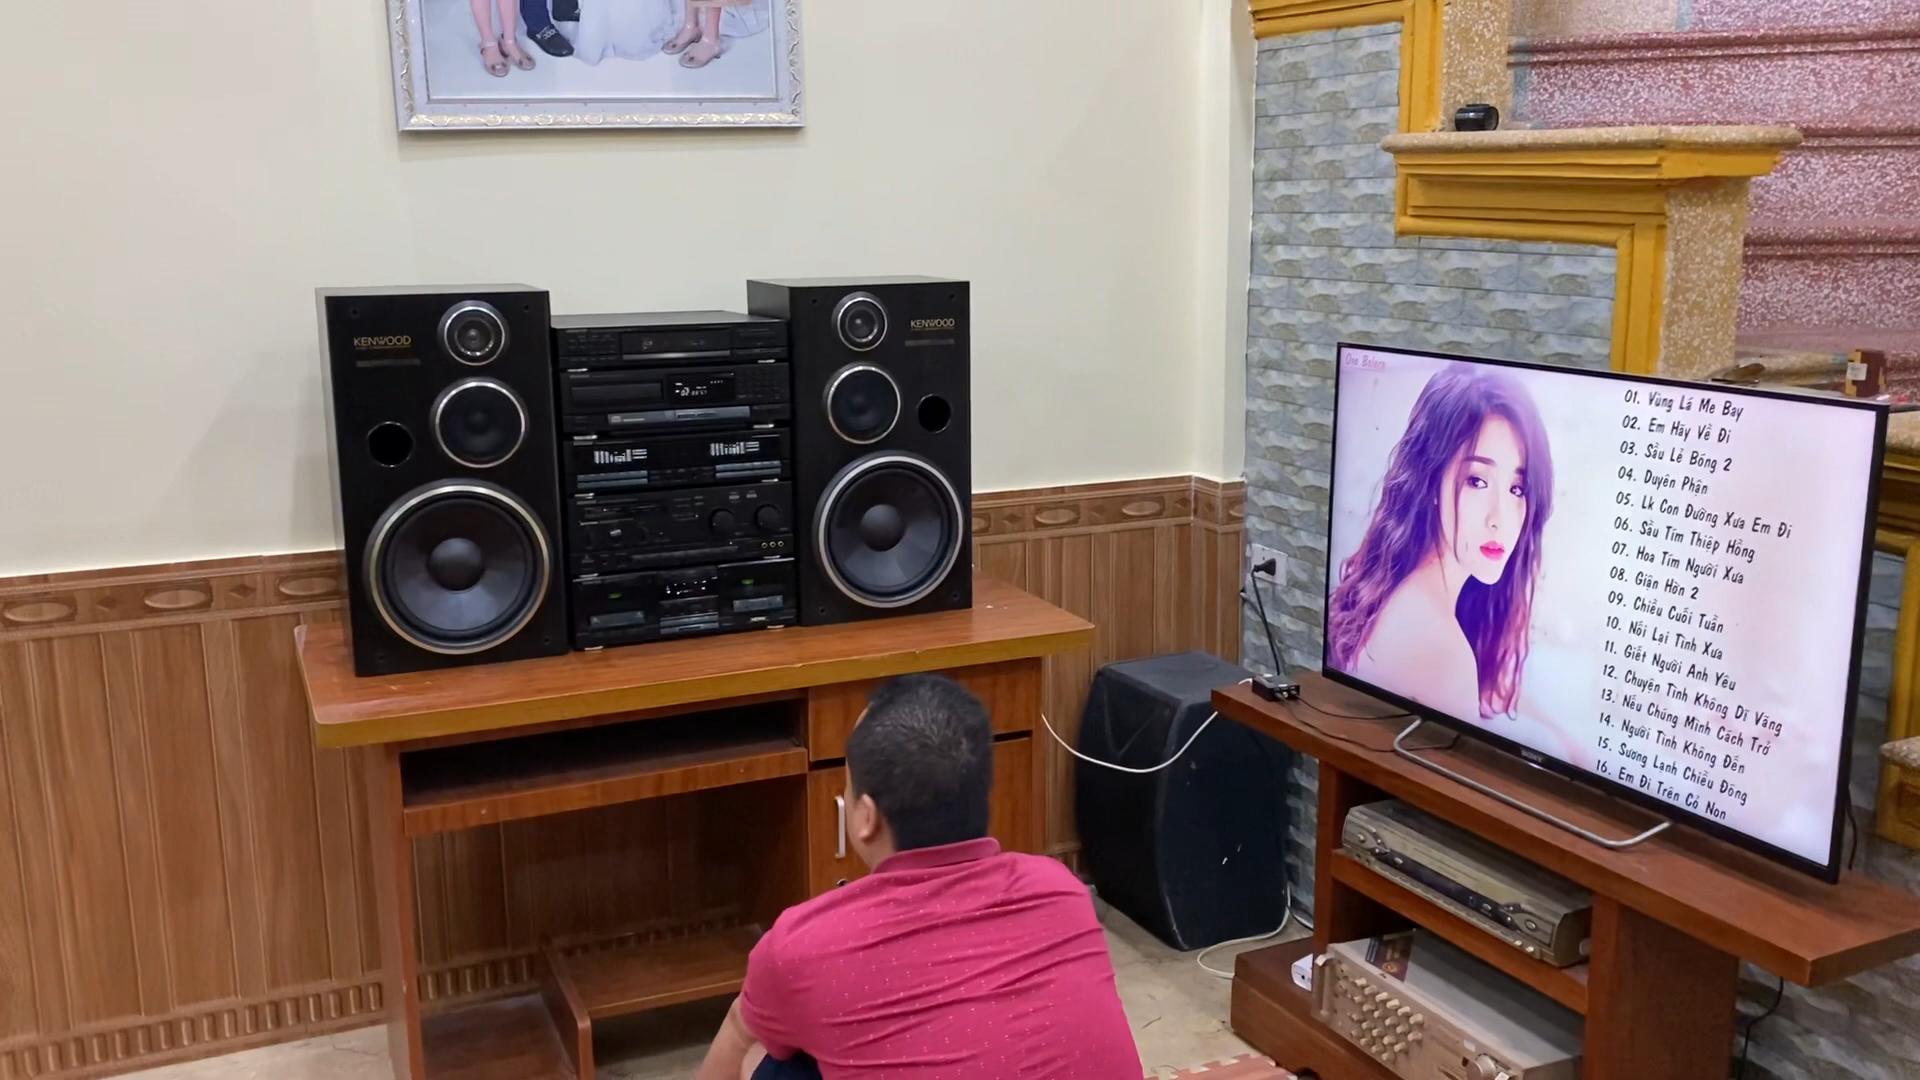 KENWOOD
KENWOOD
One Bolero
01. Vùng Lá Me Bay
02. Em Hãy Về Đi
03. Sầu Lẻ Bóng 2
04. Duyên Phận
05. Lk Con Đường Xưa Em Đi
06. Sầu Tím Thiệp Hồng
07. Hoa Tím Người Xưa
08. Giận Hờn 2
09. Chiều Cuối Tuần
10. Nối Lại Tình Xưa
11. Giết Người Anh Yêu
12. Chuyện Tình Không Dĩ Vãng
13. Nếu Chúng Mình Cách Trở
14. Người Tình Không Đến
15. Sương Lạnh Chiều Đông
16. Em Đi Trên Cỏ Non
SONY